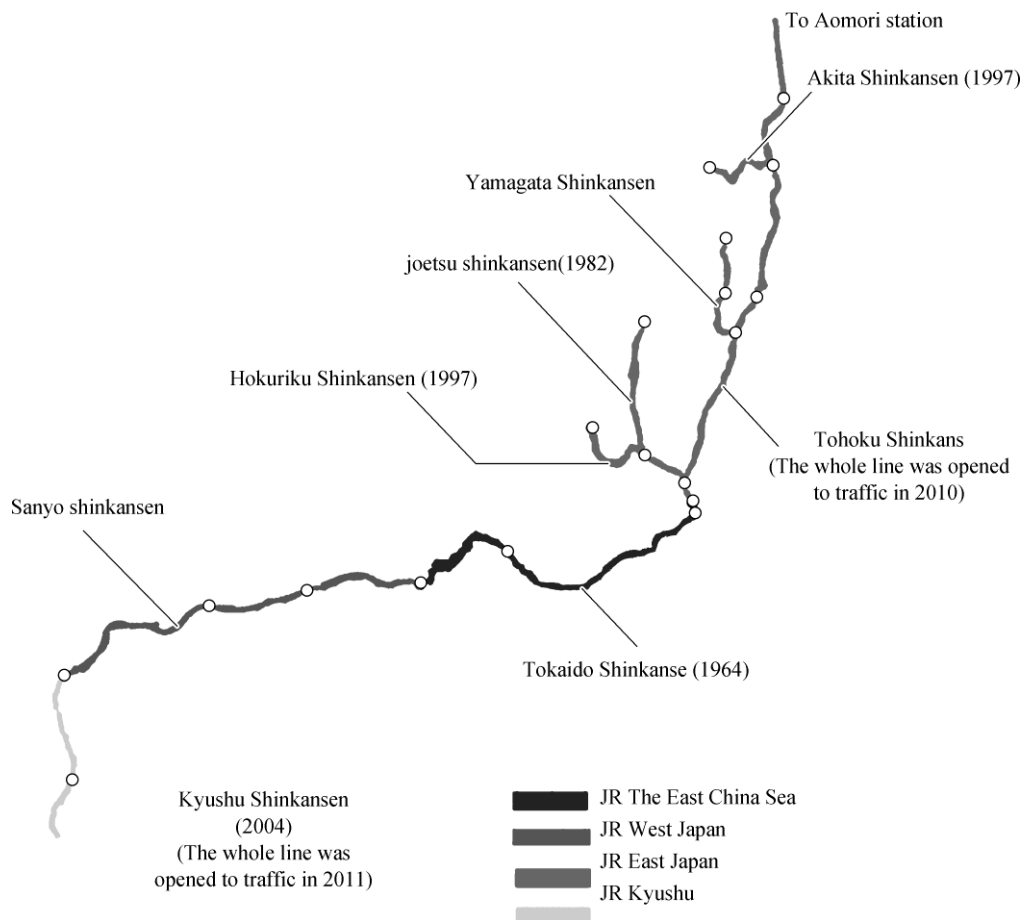 To Aomori station
Akita Shinkansen (1997)
Yamagata Shinkansen
joetsu shinkansen(1982)
Hokuriku Shinkansen (1997)
Tohoku Shinkans
(The whole line was opened
to traffic in 2010)
Sanyo shinkansen
Tokaido Shinkanse (1964)
Kyushu Shinkansen
(2004)
(The whole line was
opened to traffic in 2011)
JR The East China Sea
JR West Japan
JR East Japan
JR Kyushu